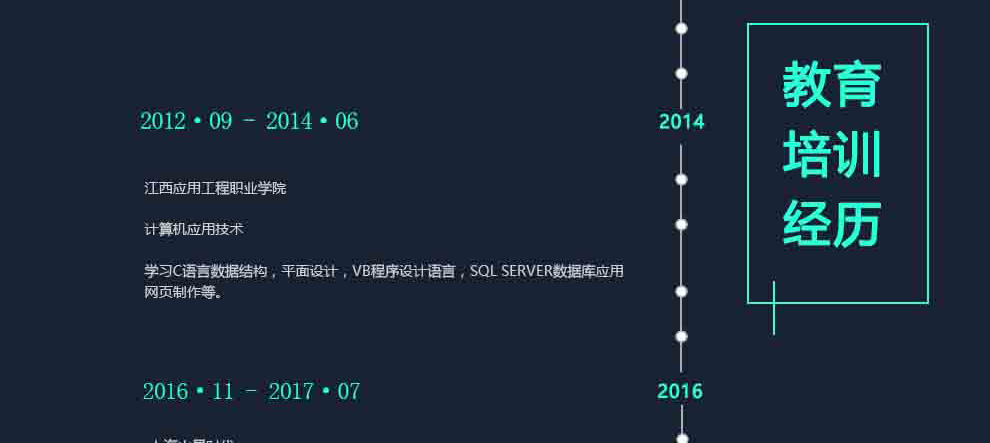 教育
培训
经历
2012·09 - 2014·06
2014
江西应用工程职业学院
计算机应用技术
学习C语言数据结构，平面设计，VB程序设计语言，SQL SERVER数据库应用
网页制作等。
2016·11 - 2017·07
2016